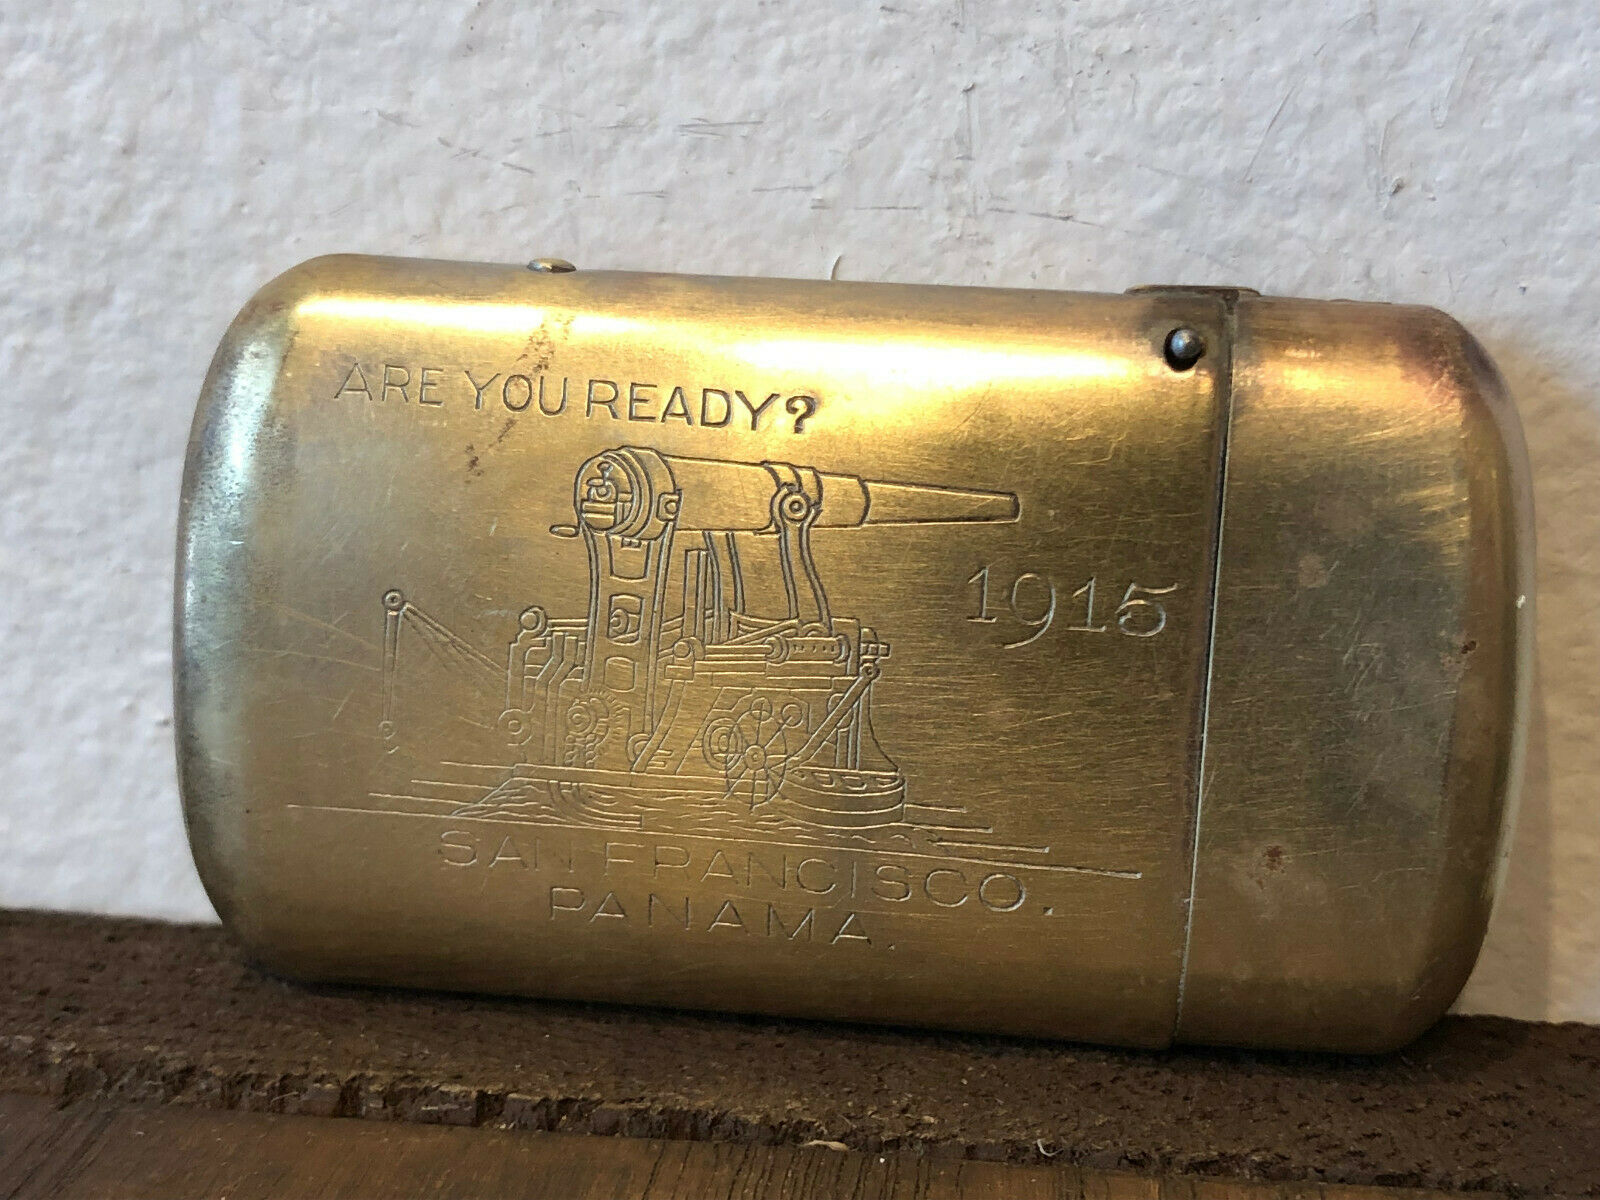 ARE YOU READY?
1915
SAN FRANCISCO.
PANAMA.